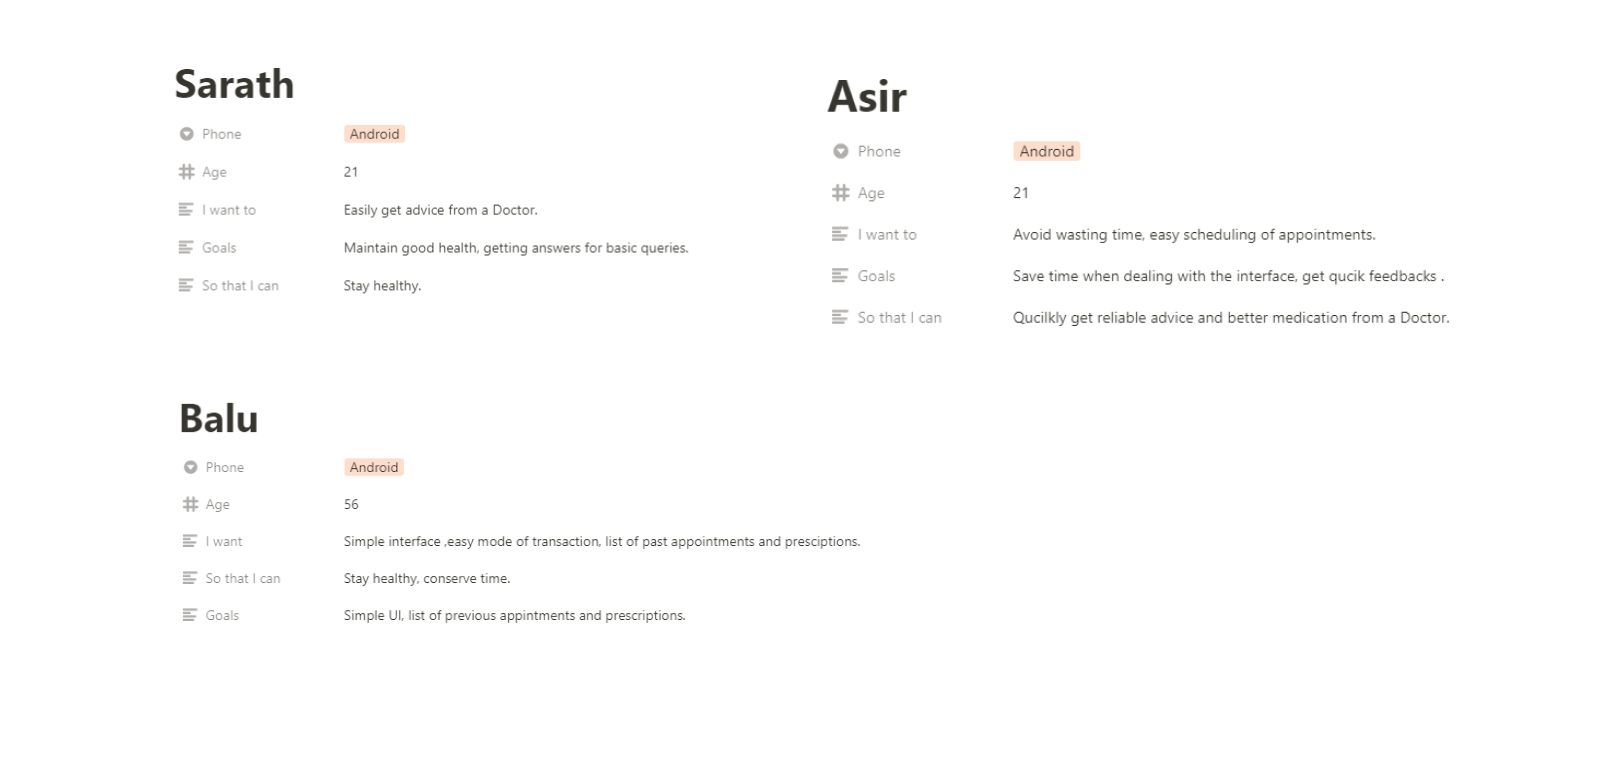 Sarath
Phone Android
Age 21
I want to Easily get advice from a Doctor.
Goals Maintain good health, getting answers for basic queries.
So that I can Stay healthy.
Asir
Phone Android
Age 21
I want to Avoid wasting time, easy scheduling of appointments.
Goals Save time when dealing with the interface, get qucik feedbacks .
So that I can Qucilkly get reliable advice and better medication from a Doctor.
Balu
Phone Android
Age 56
I want Simple interface ,easy mode of transaction, list of past appointments and presciptions.
So that I can Stay healthy, conserve time.
Goals Simple UI, list of previous appintments and prescriptions.